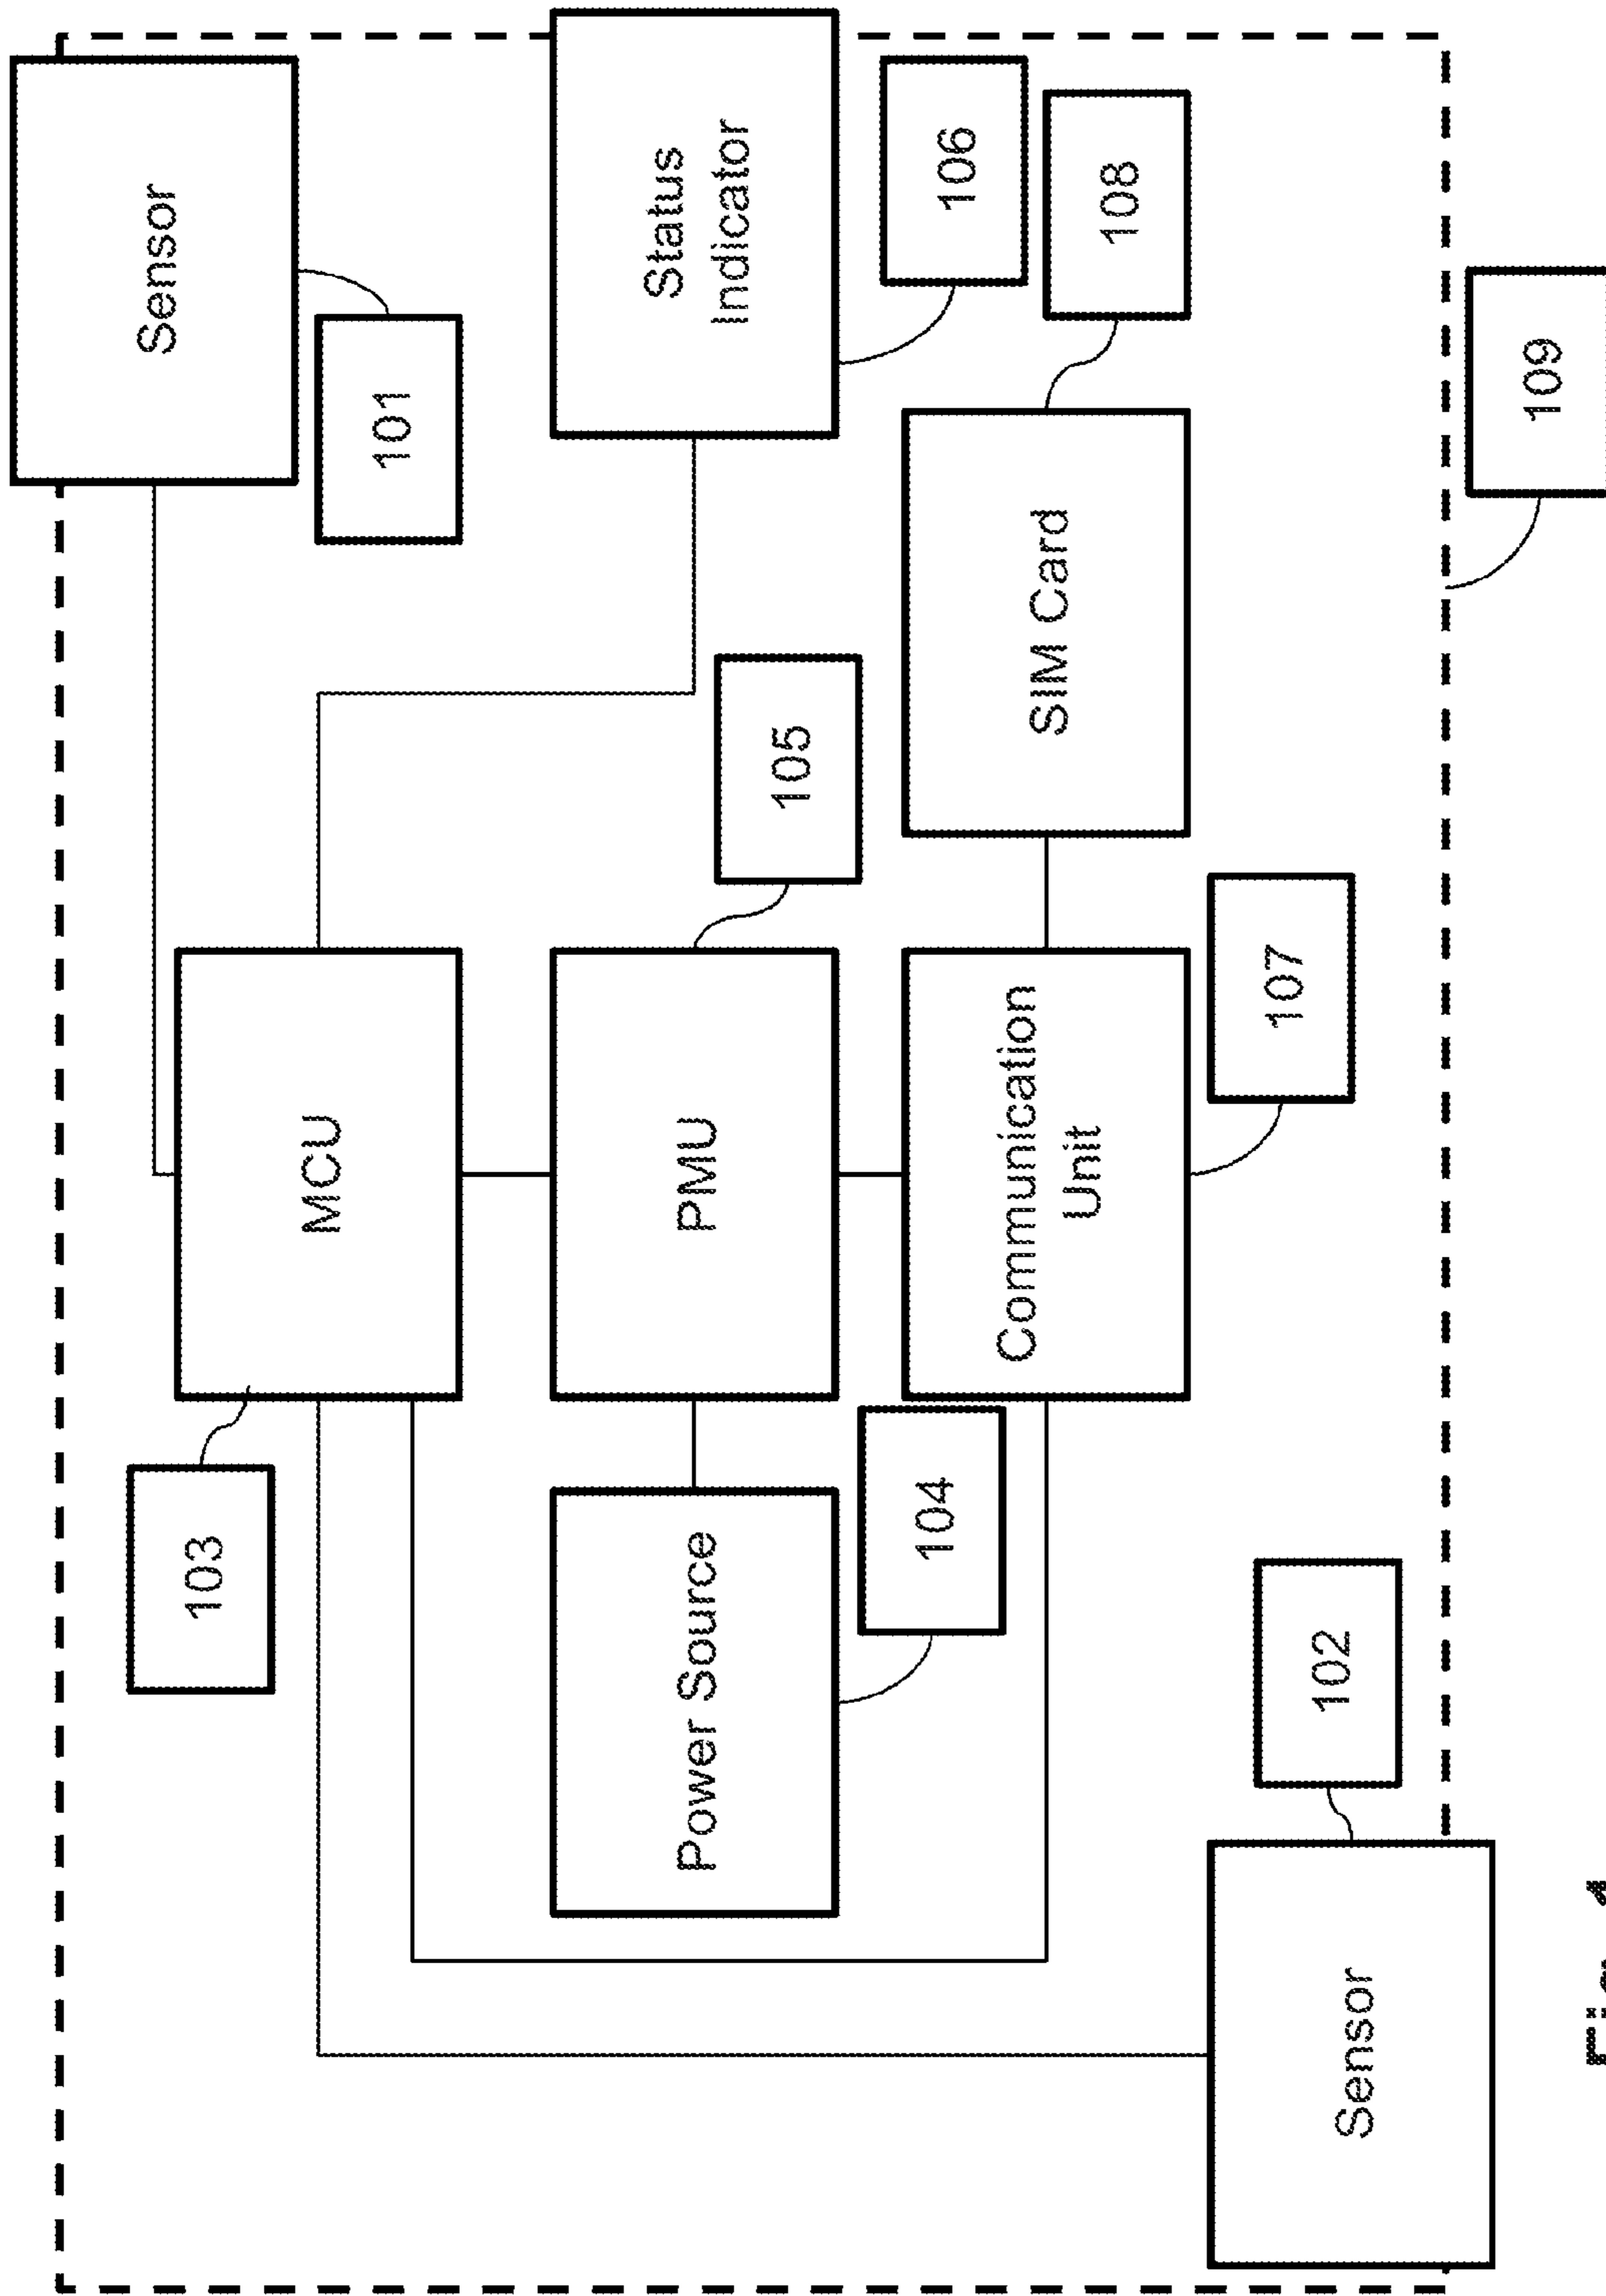 Sensor
103
MCU
101
Status
Indicator
Power Source
PMU
105
104
106
Communication
Unit
SIM Card
108
107
102
Sensor
109
Fig.